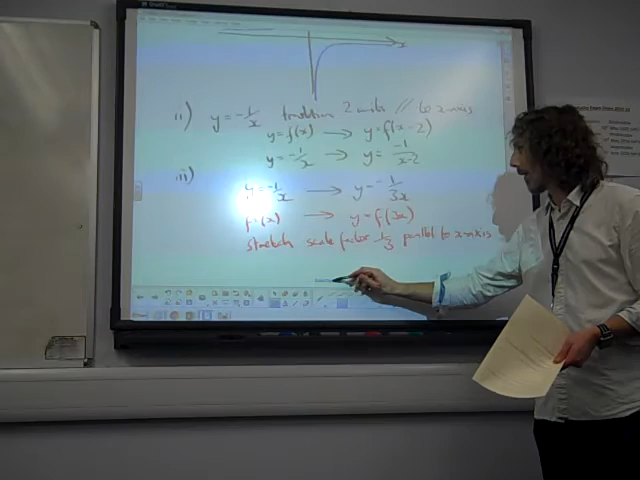 x
ii) y = -1/x translation 2 units // to x-axis
y = f(x) → y = f(x-2)
y = -1/x → y = -1/x-2
iii) y = -1/x → y = -1/3x
f(x) → y = f(3x)
stretch scale factor 1/3 parallel to x-axis